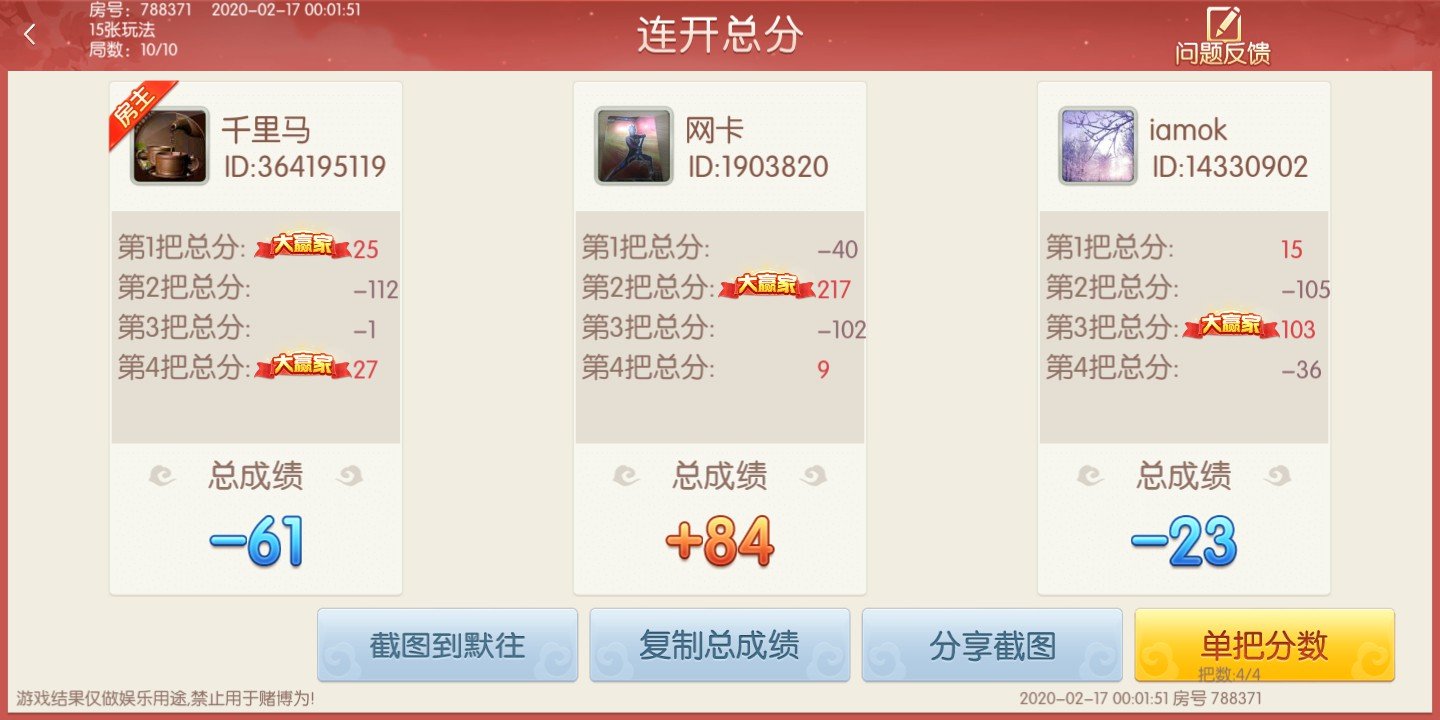 房号：788371 2020-02-17 00:01:51
15张玩法
局数：10/10
连开总分
问题反馈
房主
千里马
ID:364195119
第1把总分: 大赢家 25
第2把总分: -112
第3把总分: -1
第4把总分: 大赢家 27
总成绩
-61
网卡
ID:1903820
第1把总分: -40
第2把总分: 大赢家 217
第3把总分: -102
第4把总分: 9
总成绩
+84
iamok
ID:14330902
第1把总分: 15
第2把总分: -105
第3把总分: 大赢家 103
第4把总分: -36
总成绩
-23
截图到默往
复制总成绩
分享截图
单把分数
把数:4/4
游戏结果仅做娱乐用途,禁止用于赌博为!
2020-02-17 00:01:51 房号 788371